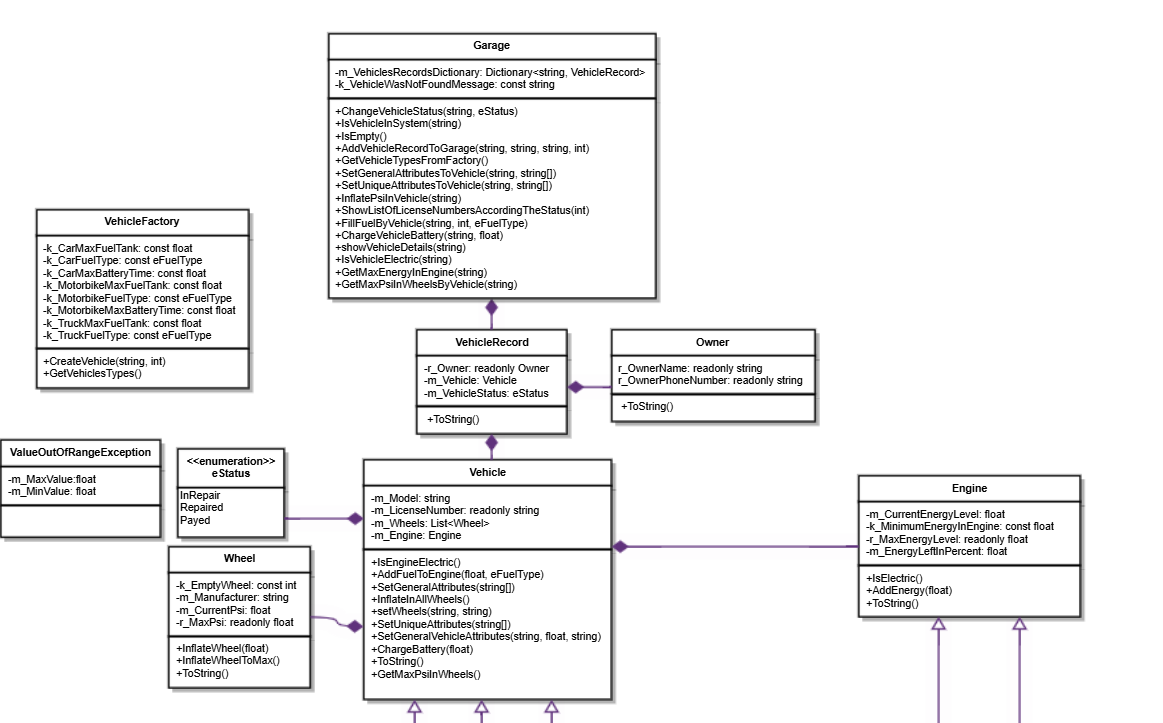 Garage
-m_VehiclesRecordsDictionary: Dictionary<string, VehicleRecord>
-k_VehicleWasNotFoundMessage: const string
+ChangeVehicleStatus(string, eStatus)
+IsVehicleInSystem(string)
+IsEmpty()
+AddVehicleRecordToGarage(string, string, string, int)
+GetVehicleTypesFromFactory()
+SetGeneralAttributesToVehicle(string, string[])
+SetUniqueAttributesToVehicle(string, string[])
+InflatePsiInVehicle(string)
+ShowListOfLicenseNumbersAccordingTheStatus(int)
+FillFuelByVehicle(string, int, eFuelType)
+ChargeVehicleBattery(string, float)
+showVehicleDetails(string)
+IsVehicleElectric(string)
+GetMaxEnergyInEngine(string)
+GetMaxPsiInWheelsByVehicle(string)
VehicleFactory
-k_CarMaxFuelTank: const float
-k_CarFuelType: const eFuelType
-k_CarMaxBatteryTime: const float
-k_MotorbikeMaxFuelTank: const float
-k_MotorbikeFuelType: const eFuelType
-k_MotorbikeMaxBatteryTime: const float
-k_TruckMaxFuelTank: const float
-k_TruckFuelType: const eFuelType
+CreateVehicle(string, int)
+GetVehiclesTypes()
VehicleRecord
-r_Owner: readonly Owner
-m_Vehicle: Vehicle
-m_VehicleStatus: eStatus
+ToString()
Owner
r_OwnerName: readonly string
r_OwnerPhoneNumber: readonly string
+ToString()
ValueOutOfRangeException
-m_MaxValue:float
-m_MinValue: float
<<enumeration>>
eStatus
InRepair
Repaired
Payed
Vehicle
-m_Model: string
-m_LicenseNumber: readonly string
-m_Wheels: List<Wheel>
-m_Engine: Engine
+IsEngineElectric()
+AddFuelToEngine(float, eFuelType)
+SetGeneralAttributes(string[])
+InflateInAllWheels()
+setWheels(string, string)
+SetUniqueAttributes(string[])
+SetGeneralVehicleAttributes(string, float, string)
+ChargeBattery(float)
+ToString()
+GetMaxPsiInWheels()
Engine
-m_CurrentEnergyLevel: float
-k_MinimumEnergyInEngine: const float
-r_MaxEnergyLevel: readonly float
-m_EnergyLeftInPercent: float
+IsElectric()
+AddEnergy(float)
+ToString()
Wheel
-k_EmptyWheel: const int
-m_Manufacturer: string
-m_CurrentPsi: float
-r_MaxPsi: readonly float
+InflateWheel(float)
+InflateWheelToMax()
+ToString()